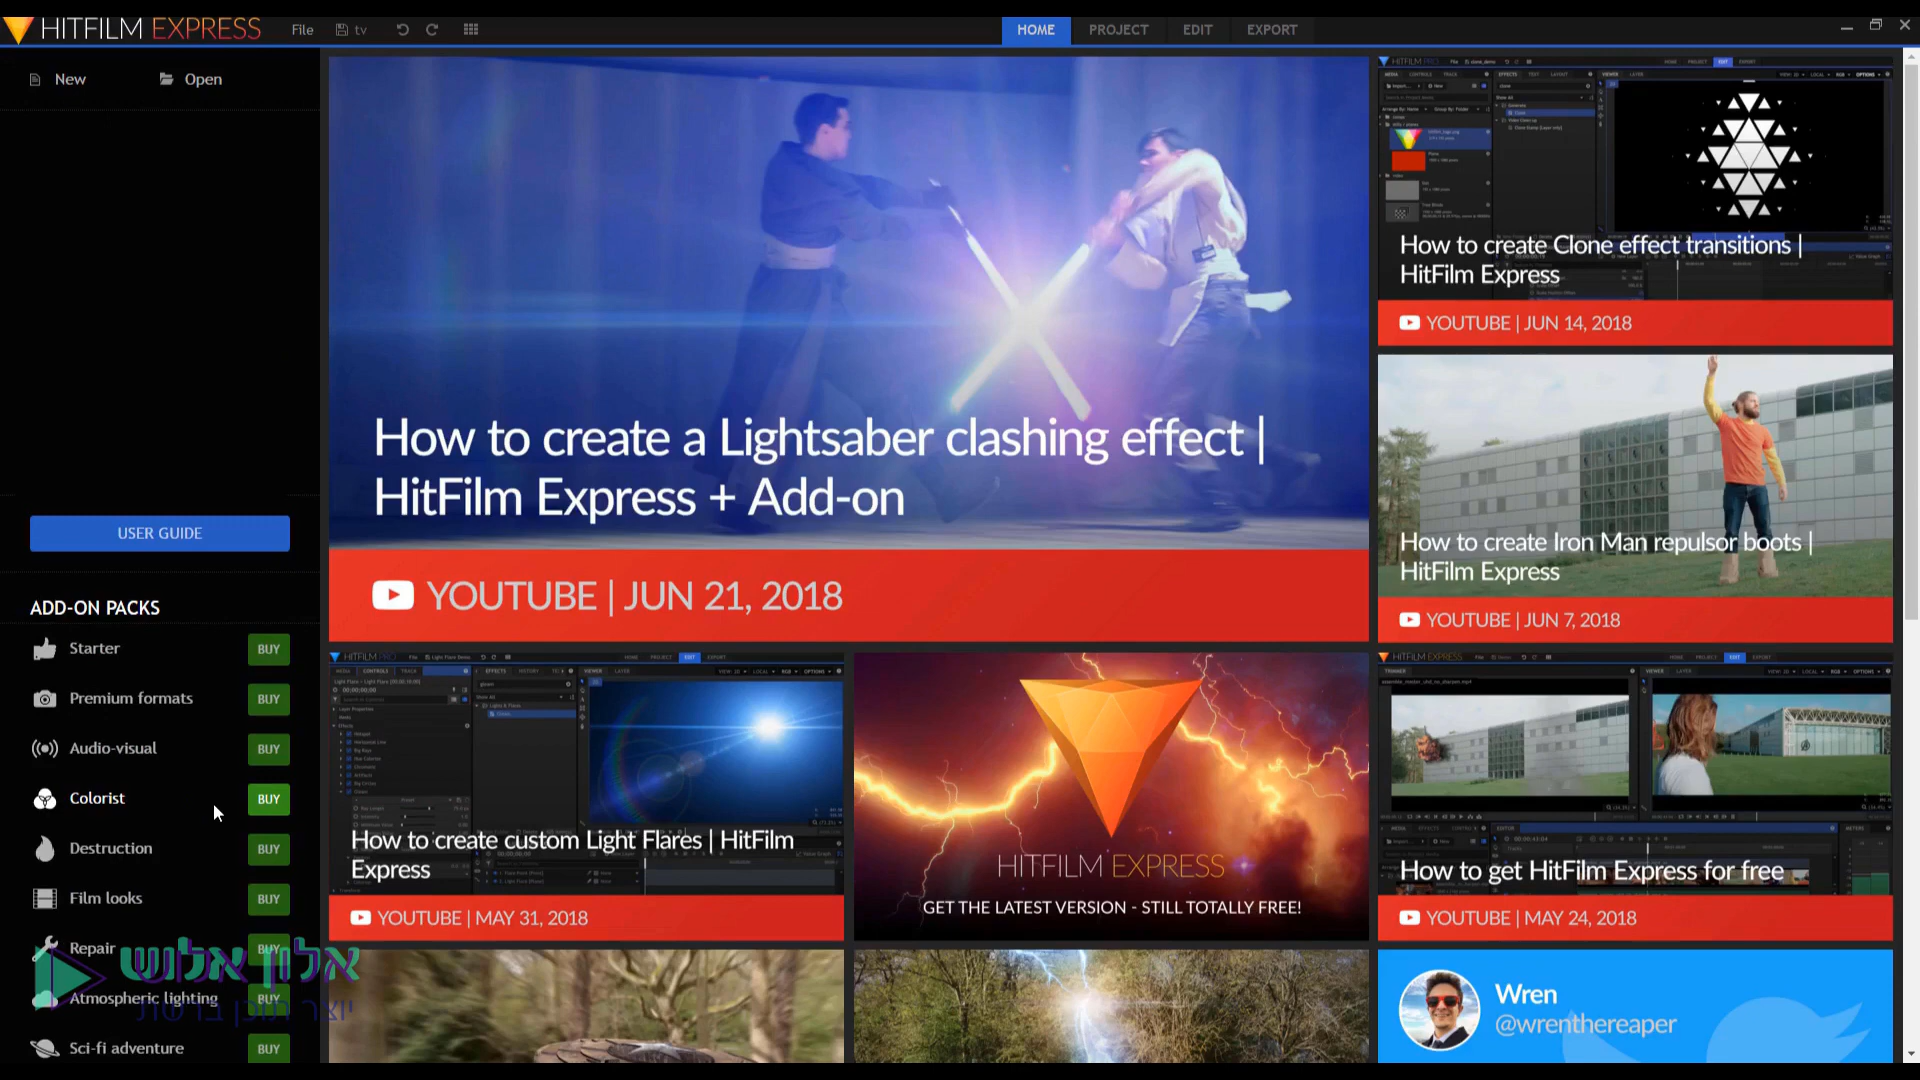 HITFILM EXPRESS
File
tv
HOME
PROJECT
EDIT
EXPORT
New
Open
USER GUIDE
ADD-ON PACKS
Starter
BUY
Premium formats
BUY
Audio-visual
BUY
Colorist
BUY
Destruction
BUY
Film looks
BUY
Repair
BUY
Atmospheric lighting
BUY
Sci-fi adventure
BUY
אלון אלוש
יוצר תוכן ברשת
How to create a Lightsaber clashing effect |
HitFilm Express + Add-on
YOUTUBE | JUN 21, 2018
How to create Clone effect transitions |
HitFilm Express
YOUTUBE | JUN 14, 2018
How to create Iron Man repulsor boots |
HitFilm Express
YOUTUBE | JUN 7, 2018
How to create custom Light Flares | HitFilm
Express
YOUTUBE | MAY 31, 2018
HITFILM EXPRESS
GET THE LATEST VERSION - STILL TOTALLY FREE!
How to get HitFilm Express for free
YOUTUBE | MAY 24, 2018
Wren
@wrenthereaper